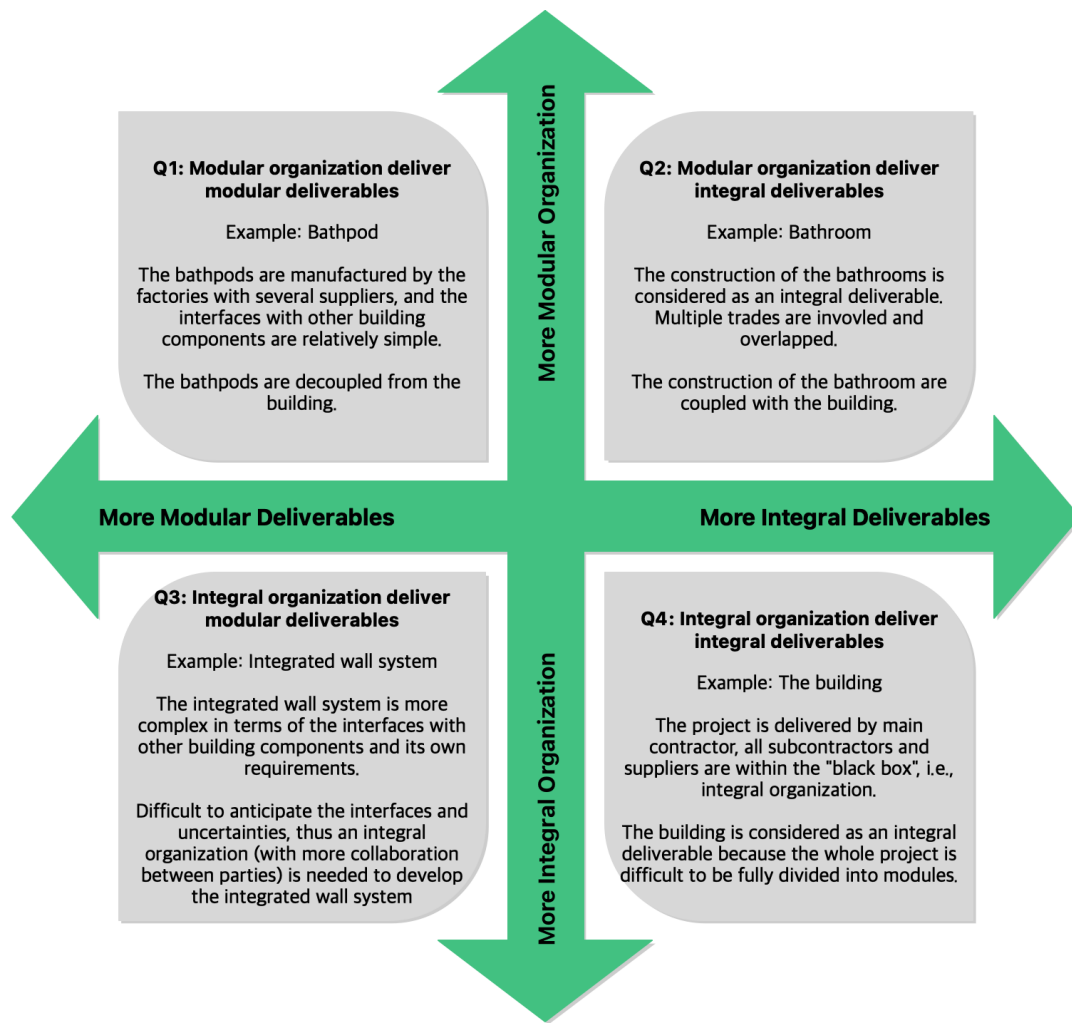 Q1: Modular organization deliver
modular deliverables
Example: Bathpod
The bathpods are manufactured by the
factories with several suppliers, and the
interfaces with other building
components are relatively simple.
The bathpods are decoupled from the
building.
More Modular Organization
Q2: Modular organization deliver
integral deliverables
Example: Bathroom
The construction of the bathrooms is
considered as an integral deliverable.
Multiple trades are invovled and
overlapped.
The construction of the bathroom are
coupled with the building.
More Modular Deliverables
More Integral Deliverables
Q3: Integral organization deliver
modular deliverables
Example: Integrated wall system
The integrated wall system is more
complex in terms of the interfaces with
other building components and its own
requirements.
Difficult to anticipate the interfaces and
uncertainties, thus an integral
organization (with more collaboration
between parties) is needed to develop
the integrated wall system
More Integral Organization
Q4: Integral organization deliver
integral deliverables
Example: The building
The project is delivered by main
contractor, all subcontractors and
suppliers are within the "black box", i.e.,
integral organization.
The building is considered as an integral
deliverable because the whole project is
difficult to be fully divided into modules.